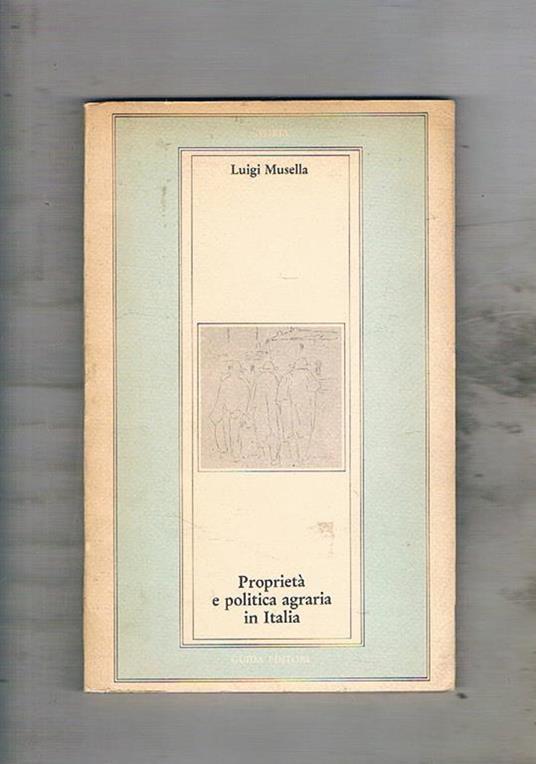 STORIA
Luigi Musella
Proprietà
e politica agraria
in Italia
GUIDA EDITORI